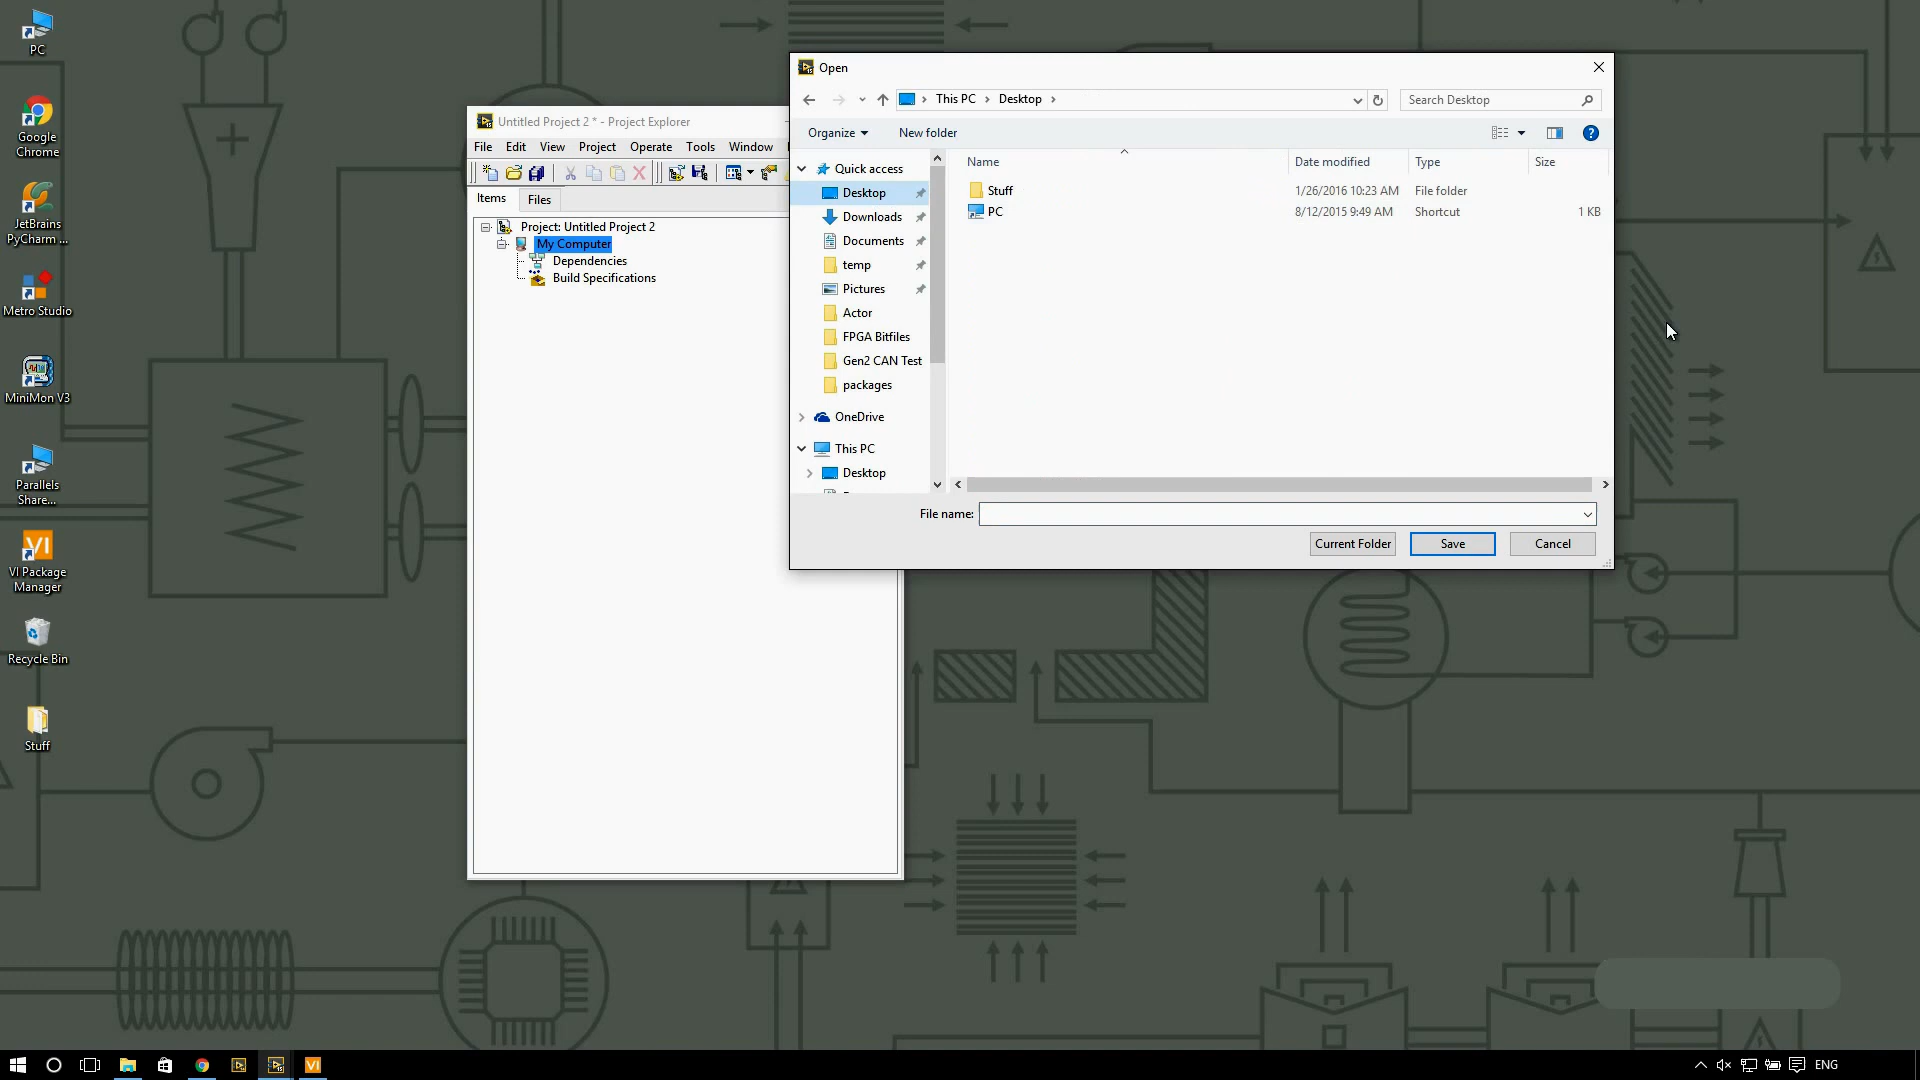 PC
Google
Chrome
JetBrains
PyCharm ...
Metro Studio
MiniMon V3
Parallels
Share...
VI
VI Package
Manager
Recycle Bin
Stuff
Untitled Project 2 * - Project Explorer
File Edit View Project Operate Tools Window
Items Files
Project: Untitled Project 2
My Computer
Dependencies
Build Specifications
Open
This PC Desktop
Search Desktop
Organize New folder
Quick access
Desktop
Downloads
Documents
temp
Pictures
Actor
FPGA Bitfiles
Gen2 CAN Test
packages
OneDrive
This PC
Desktop
Name Date modified Type Size
Stuff 1/26/2016 10:23 AM File folder
PC 8/12/2015 9:49 AM Shortcut 1 KB
File name:
Current Folder Save Cancel
VI
ENG